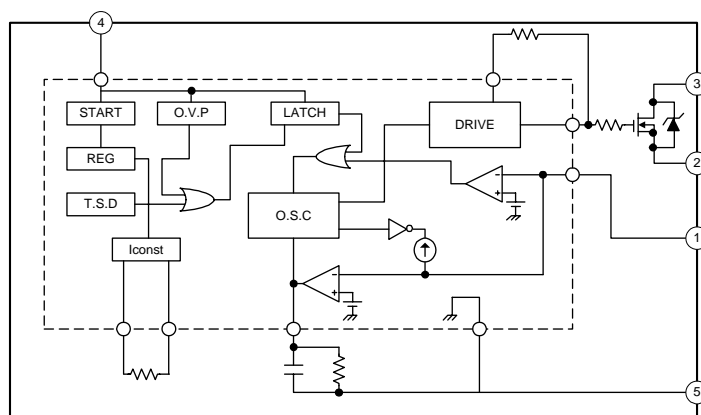 4
START
O.V.P
LATCH
DRIVE
3
REG
2
T.S.D
O.S.C
1
Iconst
5